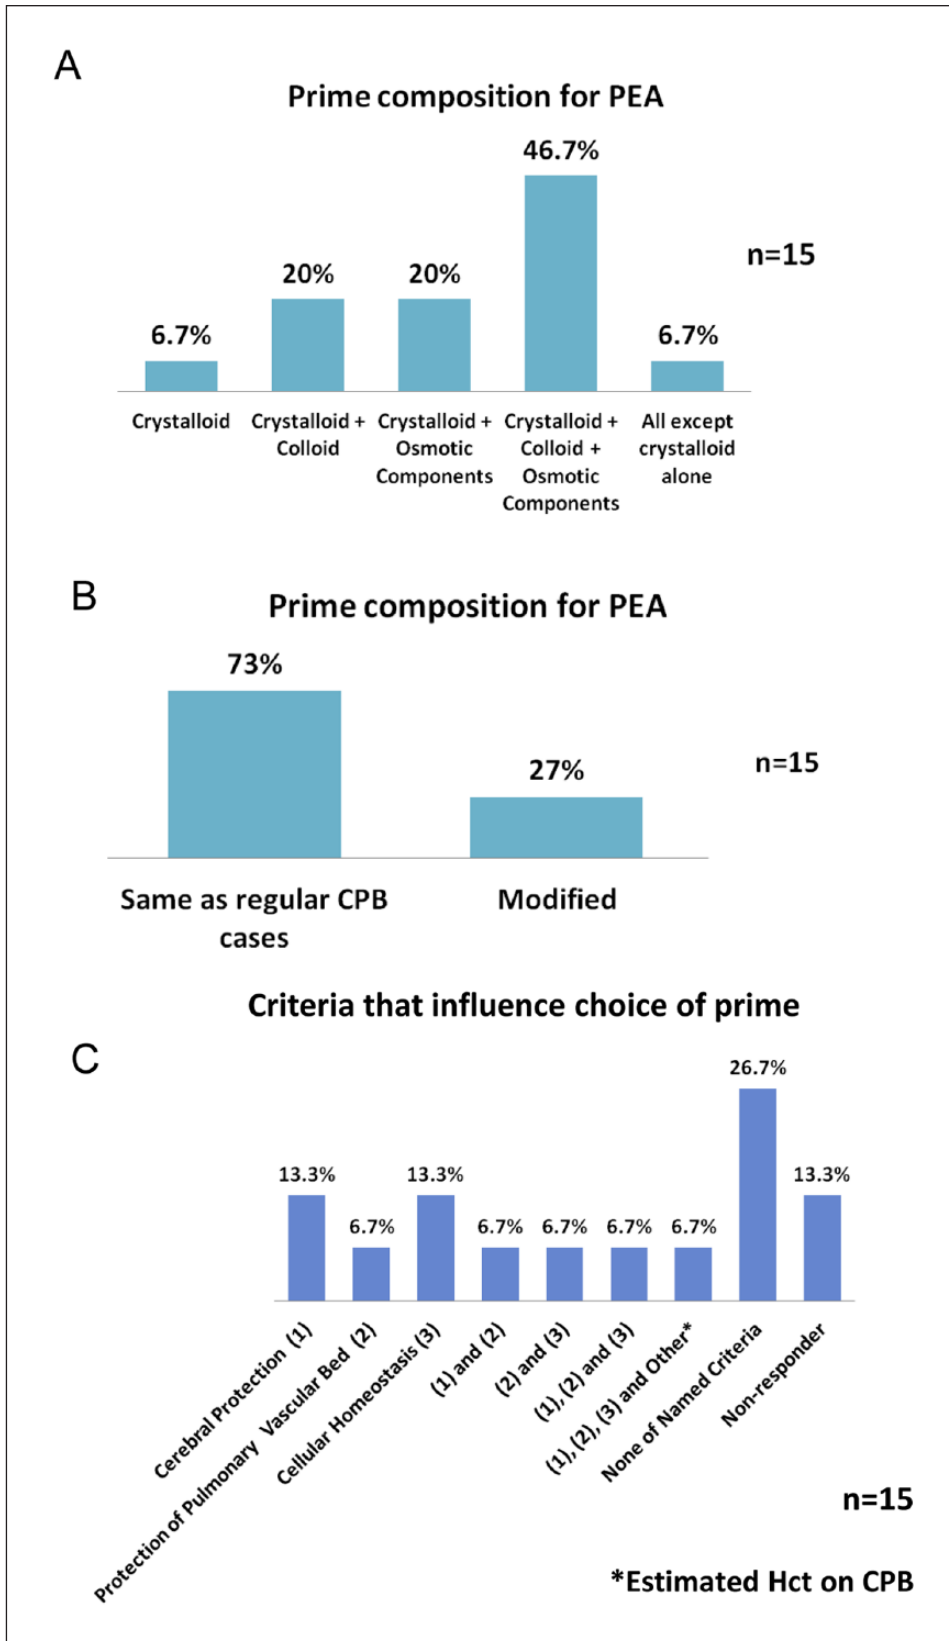 A
Prime composition for PEA
46.7%
20%
20%
6.7%
6.7%
n=15
Crystalloid
Crystalloid +
Colloid
Crystalloid +
Osmotic
Components
Crystalloid +
Colloid +
Osmotic
Components
All except
crystalloid
alone
B
Prime composition for PEA
73%
27%
n=15
Same as regular CPB
cases
Modified
Criteria that influence choice of prime
C
13.3%
6.7%
13.3%
6.7%
6.7%
6.7%
6.7%
26.7%
13.3%
Cerebral Protection (1)
Protection of Pulmonary Vascular Bed (2)
Cellular Homeostasis (3)
(1) and (2)
(2) and (3)
(1), (2) and (3)
(1), (2), (3) and Other*
None of Named Criteria
Non-responder
n=15
*Estimated Hct on CPB